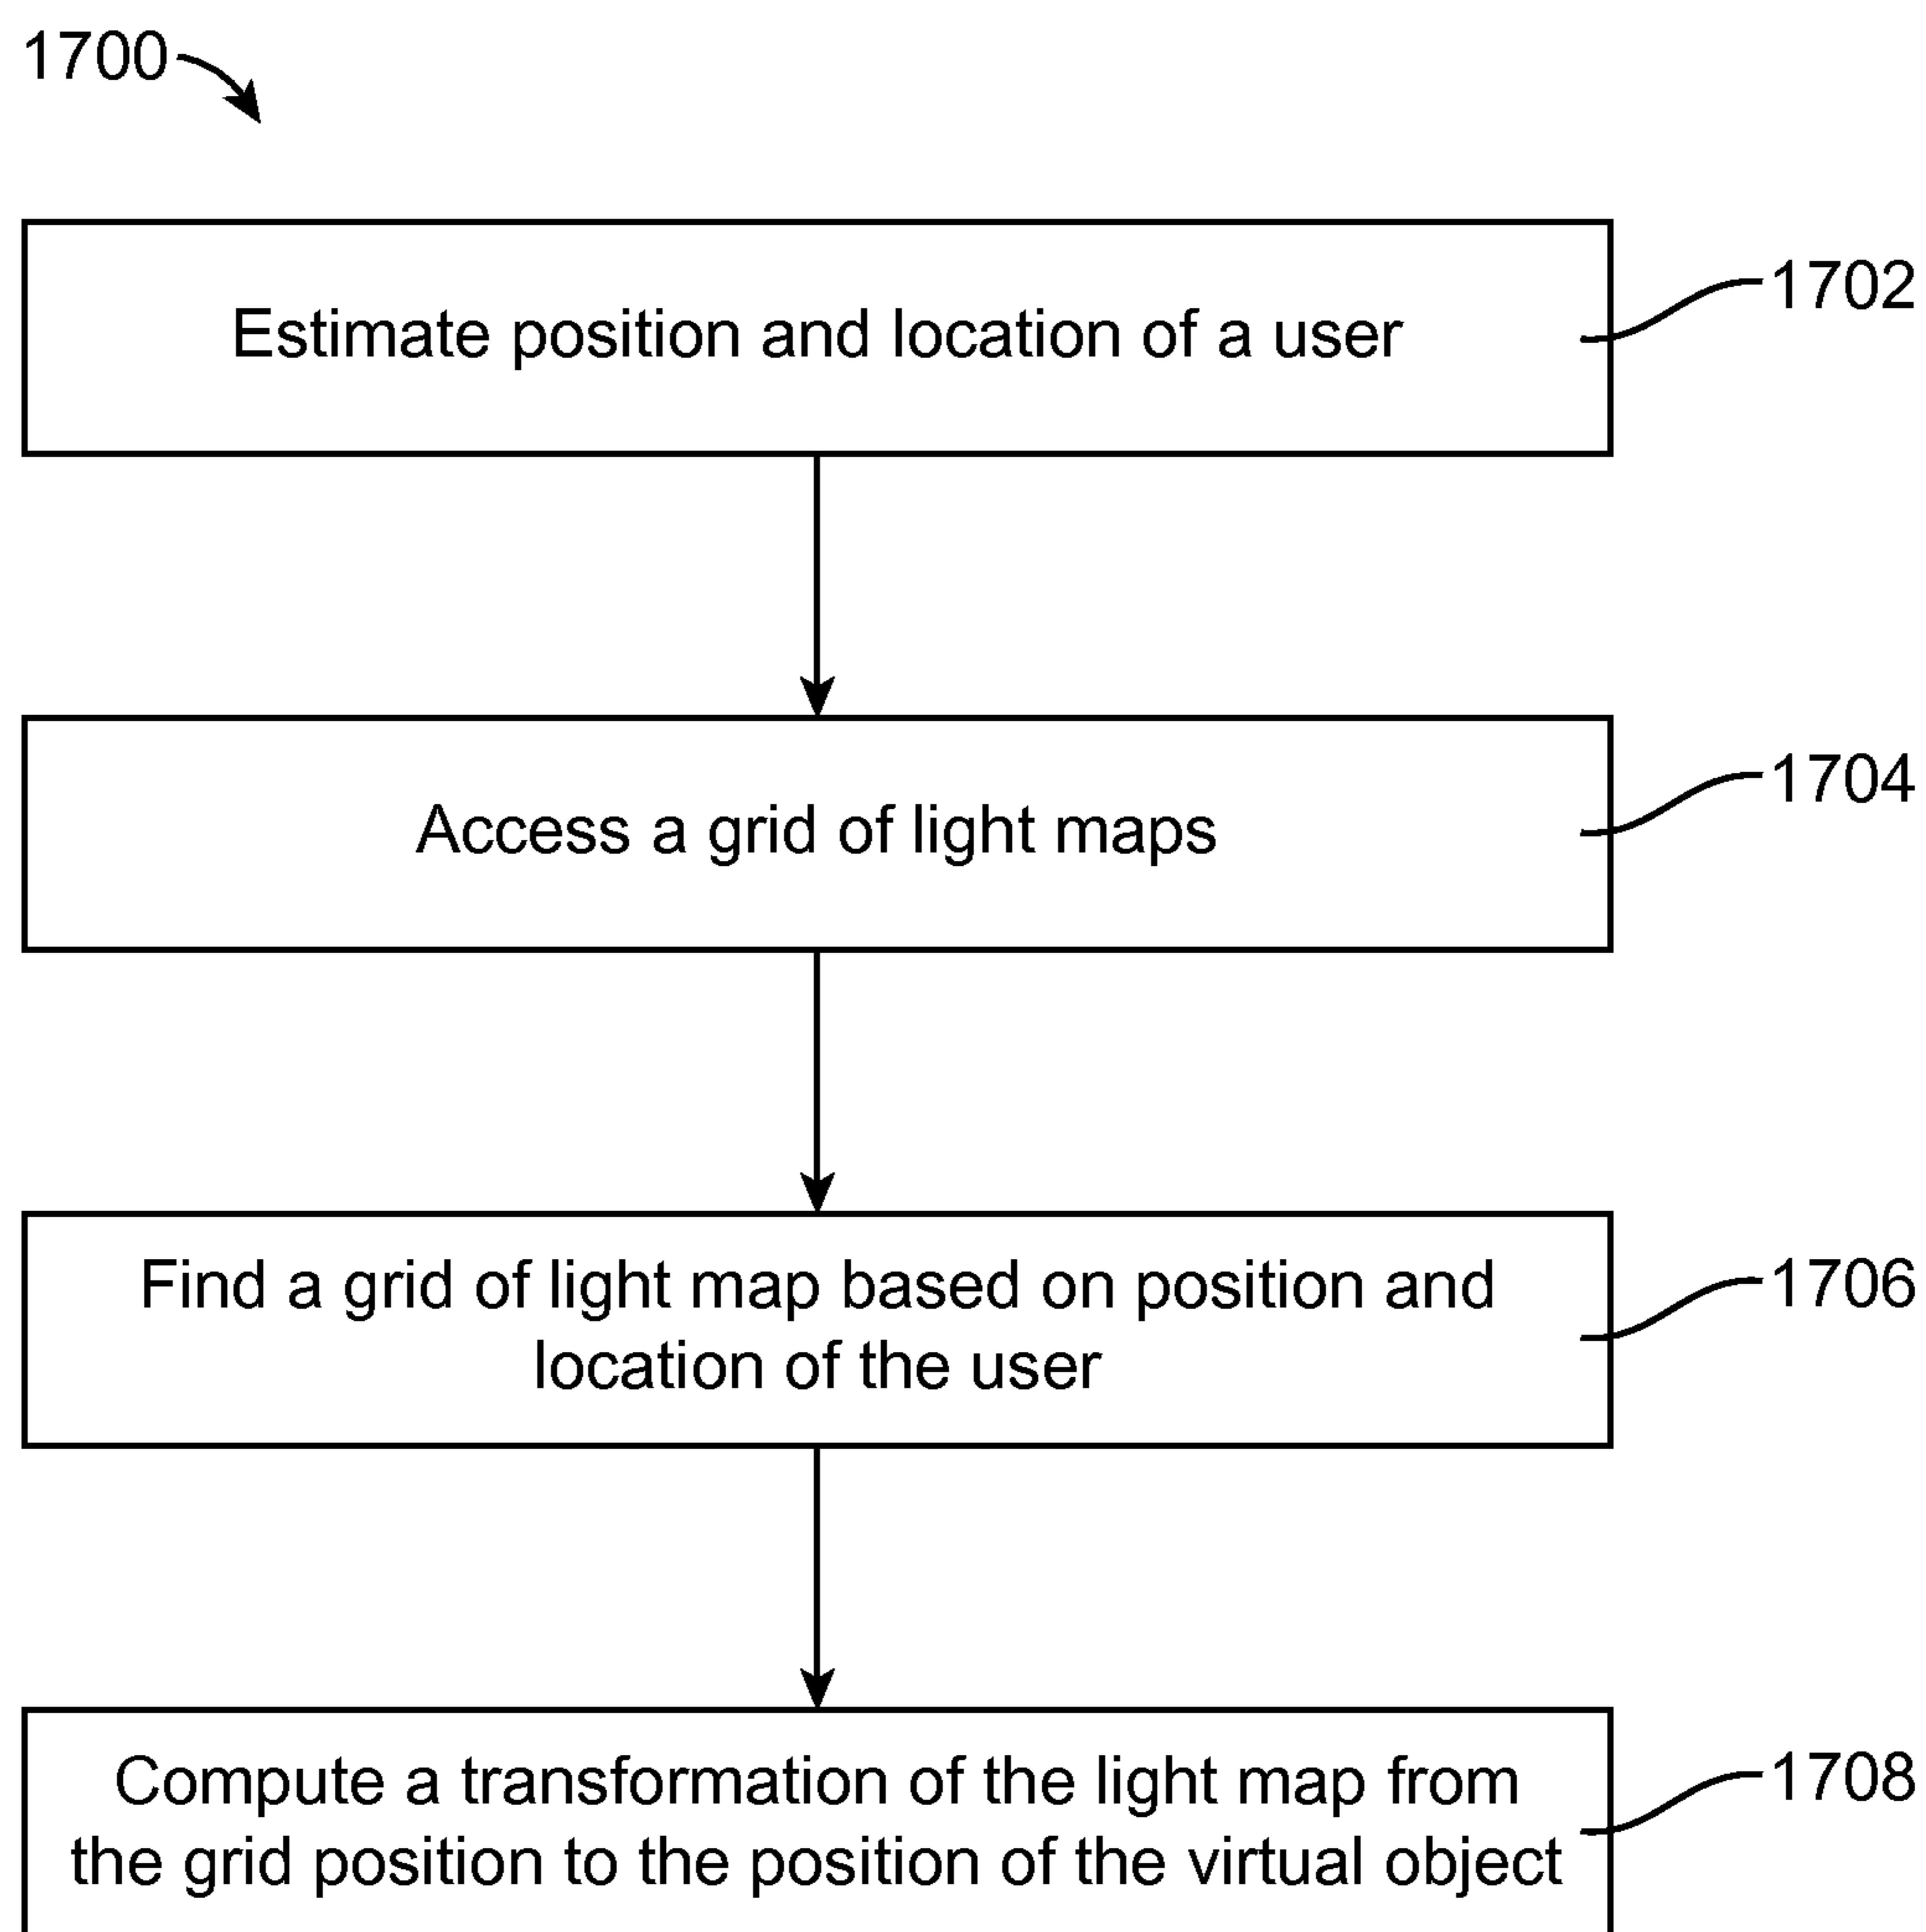 1700
Estimate position and location of a user
1702
Access a grid of light maps
1704
Find a grid of light map based on position and
location of the user
1706
Compute a transformation of the light map from
the grid position to the position of the virtual object
1708